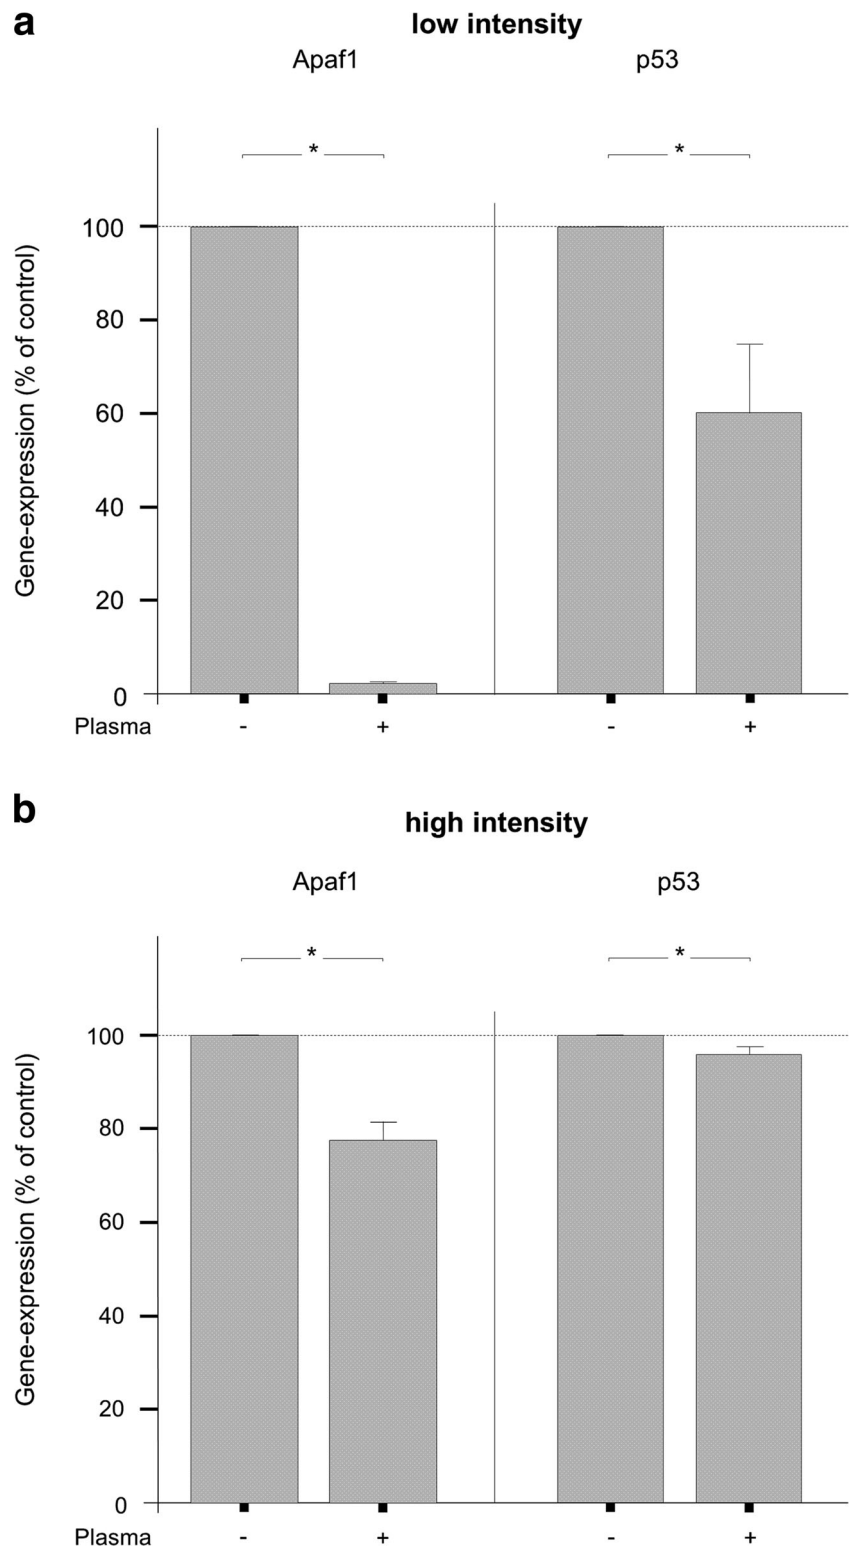 a
low intensity
Apaf1 p53
* *
Gene-expression (% of control)
100
80
60
40
20
0
Plasma - + - +
b
high intensity
Apaf1 p53
* *
Gene-expression (% of control)
100
80
60
40
20
0
Plasma - + - +